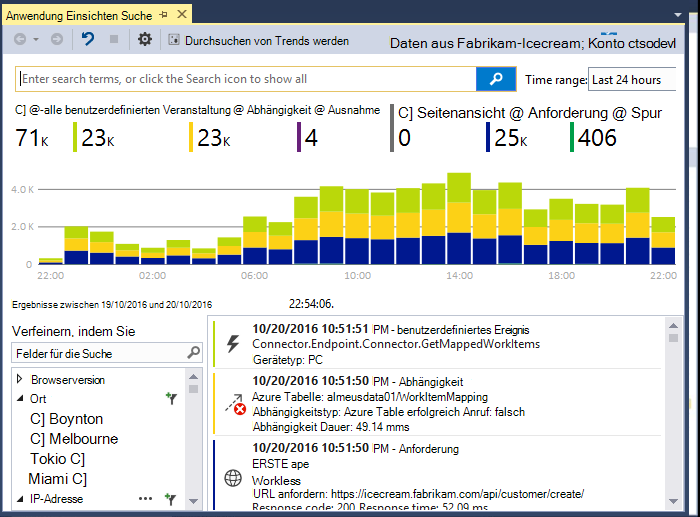 Anwendung Einsichten Suche
Durchsuchen von Trends werden
Daten aus Fabrikam-Icecream; Konto ctsodevl
Enter search terms, or click the Search icon to show all
Time range: Last 24 hours
C] @-alle benutzerdefinierten Veranstaltung @ Abhängigkeit @ Ausnahme
C] Seitenansicht @ Anforderung @ Spur
71K 23K 23K 4 0 25K 406
4.0 K
2.0 K
0
22:00 02:00 06:00 10:00 14:00 18:00 22:00
Ergebnisse zwischen 19/10/2016 und 20/10/2016
22:54:06.
Verfeinern, indem Sie
Felder für die Suche
Browserversion
Ort
C] Boynton
C] Melbourne
Tokio C]
Miami C]
IP-Adresse
10/20/2016 10:51:51 PM - benutzerdefiniertes Ereignis
Connector.Endpoint.Connector.GetMappedWorkItems
Gerätetyp: PC
10/20/2016 10:51:50 PM - Abhängigkeit
Azure Tabelle: almeusdata01/WorkItemMapping
Abhängigkeitstyp: Azure Table erfolgreich Anruf: falsch
Abhängigkeit Dauer: 49.14 mms
10/20/2016 10:51:50 PM - Anforderung
ERSTE ape
Workless
URL anfordern: https://icecream.fabrikam.com/api/customer/create/
Response code: 200 Response time: 52.09 ms